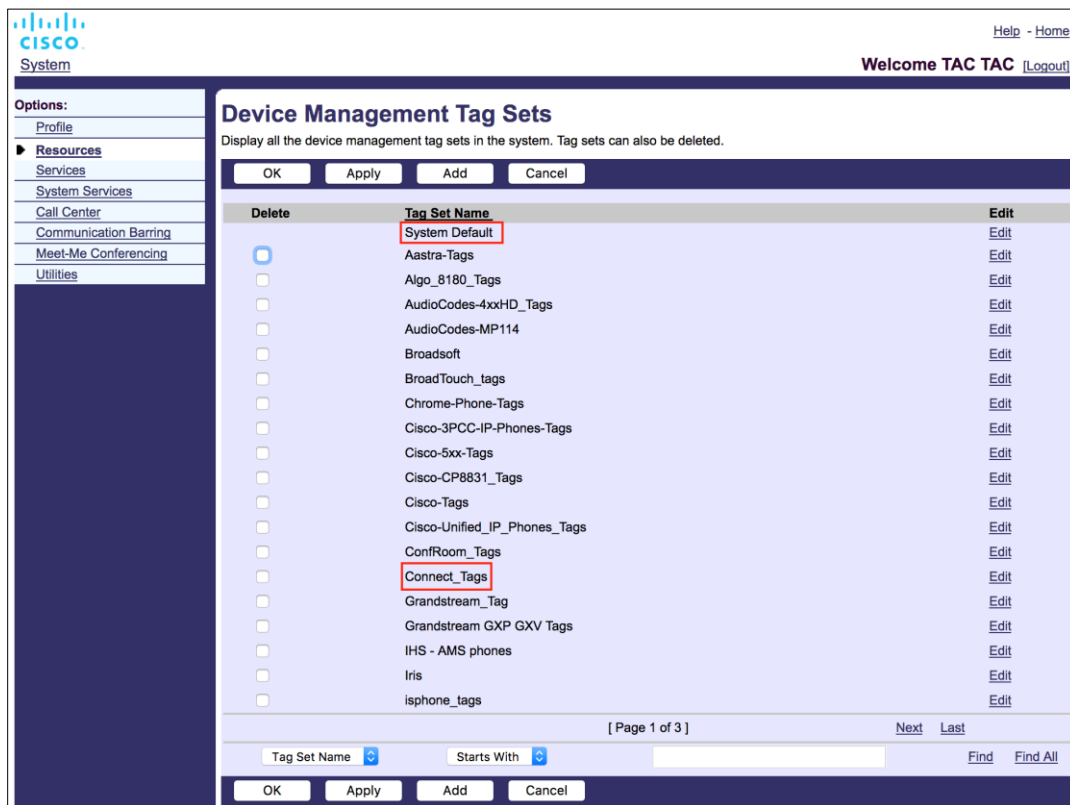 CISCO
Help - Home
System
Welcome TAC TAC [Logout]
Options:
Profile
Resources
Services
System Services
Call Center
Communication Barring
Meet-Me Conferencing
Utilities
Device Management Tag Sets
Display all the device management tag sets in the system. Tag sets can also be deleted.
OK Apply Add Cancel
Delete Tag Set Name Edit
System Default Edit
Aastra-Tags Edit
Algo_8180_Tags Edit
AudioCodes-4xxHD_Tags Edit
AudioCodes-MP114 Edit
Broadsoft Edit
BroadTouch_tags Edit
Chrome-Phone-Tags Edit
Cisco-3PCC-IP-Phones-Tags Edit
Cisco-5xx-Tags Edit
Cisco-CP8831_Tags Edit
Cisco-Tags Edit
Cisco-Unified_IP_Phones_Tags Edit
ConfRoom_Tags Edit
Connect_Tags Edit
Grandstream_Tag Edit
Grandstream GXP GXV Tags Edit
IHS - AMS phones Edit
Iris Edit
isphone_tags Edit
[ Page 1 of 3 ] Next Last
Tag Set Name Starts With Find Find All
OK Apply Add Cancel